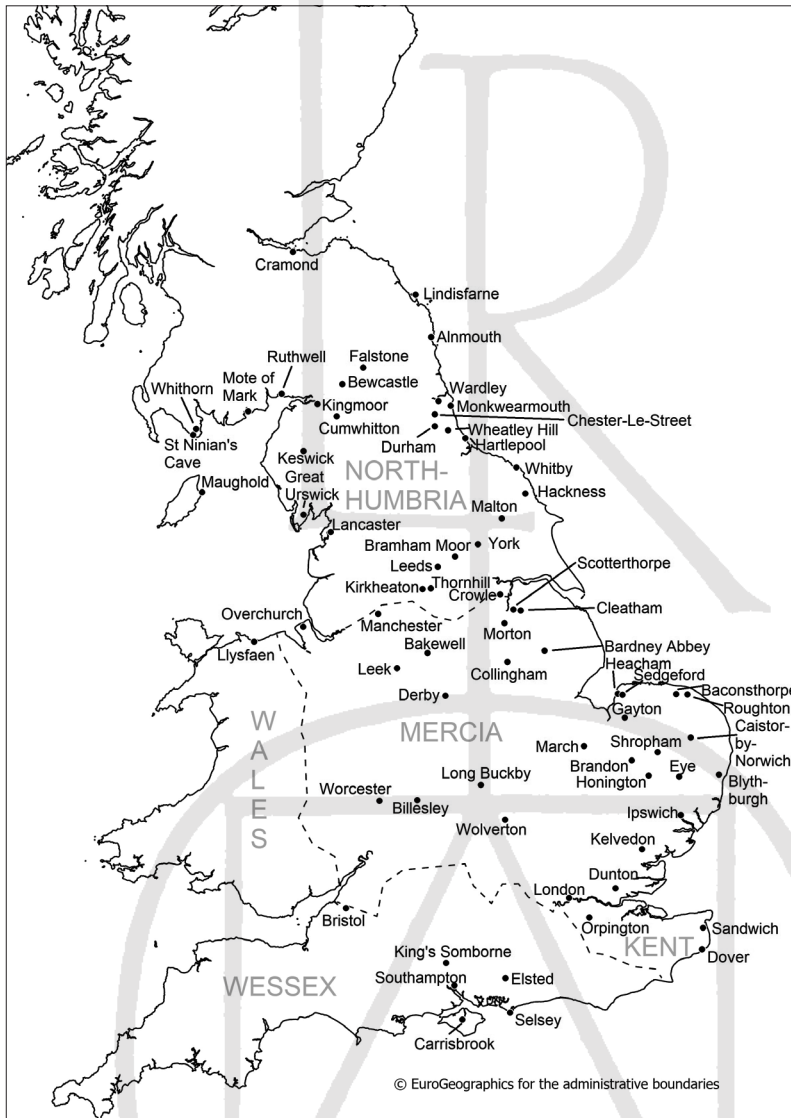 Cramond
Lindisfarne
Alnmouth
Falstone
Ruthwell
Bewcastle
Mote of
Mark
Whithorn
Wardley
Kingmoor
Monkwearmouth
Chester-Le-Street
Cumwhitton
Wheatley Hill
St Ninian's
Cave
Durham
Hartlepool
Keswick
NORTH-
HUMBRIA
Whitby
Maughold
Great
Urswick
Hackness
Malton
Lancaster
Bramham Moor
York
Leeds
Scotterthorpe
Kirkheaton
Thornhill
Crowle
Overchurch
Manchester
Cleatham
Morton
Llysfaen
Bakewell
Bardney Abbey
Leek
Collingham
Heacham
Sedgeford
Derby
Baconsthorpe
Gayton
Roughton
WALES
MERCIA
Caistor-
by-
Norwich
March
Shropham
Brandon
Eye
Honington
Long Buckby
Blyth-
burgh
Worcester
Billesley
Ipswich
Wolverton
Kelvedon
Dunton
London
Bristol
Orpington
Sandwich
KENT
Dover
King's Somborne
WESSEX
Southampton
Elsted
Selsey
Carrisbrook
© EuroGeographics for the administrative boundaries